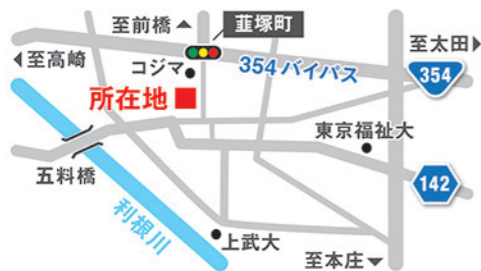 至前橋▲
韮塚町
至高崎
コジマ
354バイパス
至太田
354
所在地
東京福祉大
五料橋
142
利根川
上武大
至本庄